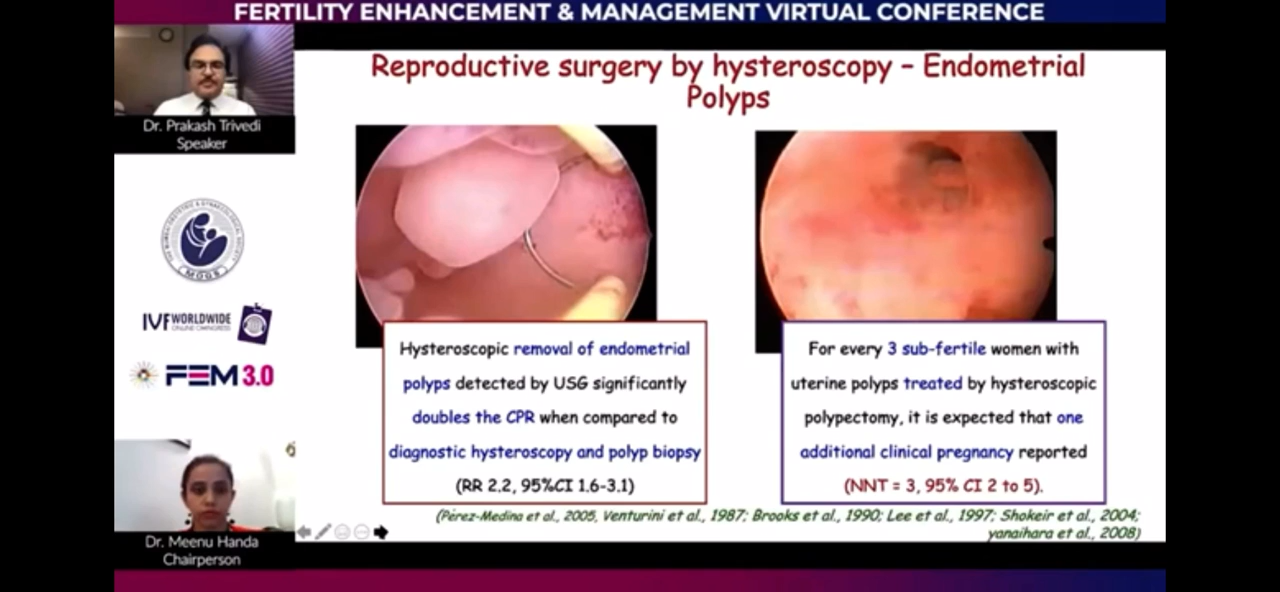 FERTILITY ENHANCEMENT & MANAGEMENT VIRTUAL CONFERENCE
Dr. Prakash Trivedi
Speaker
MOGS
IVF WORLDWIDE
ONLINE CONGRESS
FEM 3.0
Dr. Meenu Handa
Chairperson
Reproductive surgery by hysteroscopy – Endometrial
Polyps
Hysteroscopic removal of endometrial
polyps detected by USG significantly
doubles the CPR when compared to
diagnostic hysteroscopy and polyp biopsy
(RR 2.2, 95%CI 1.6-3.1)
For every 3 sub-fertile women with
uterine polyps treated by hysteroscopic
polypectomy, it is expected that one
additional clinical pregnancy reported
(NNT = 3, 95% CI 2 to 5).
(Pérez-Medina et al., 2005, Venturini et al., 1987; Brooks et al., 1990; Lee et al., 1997; Shokeir et al., 2004;
yanaihara et al., 2008)